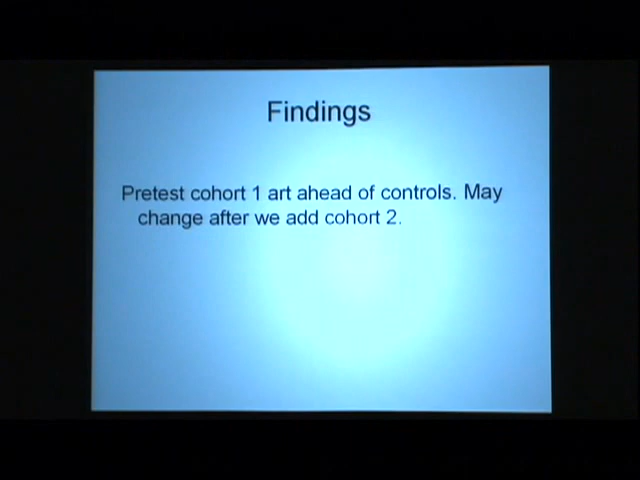 Findings
Pretest cohort 1 art ahead of controls. May
change after we add cohort 2.